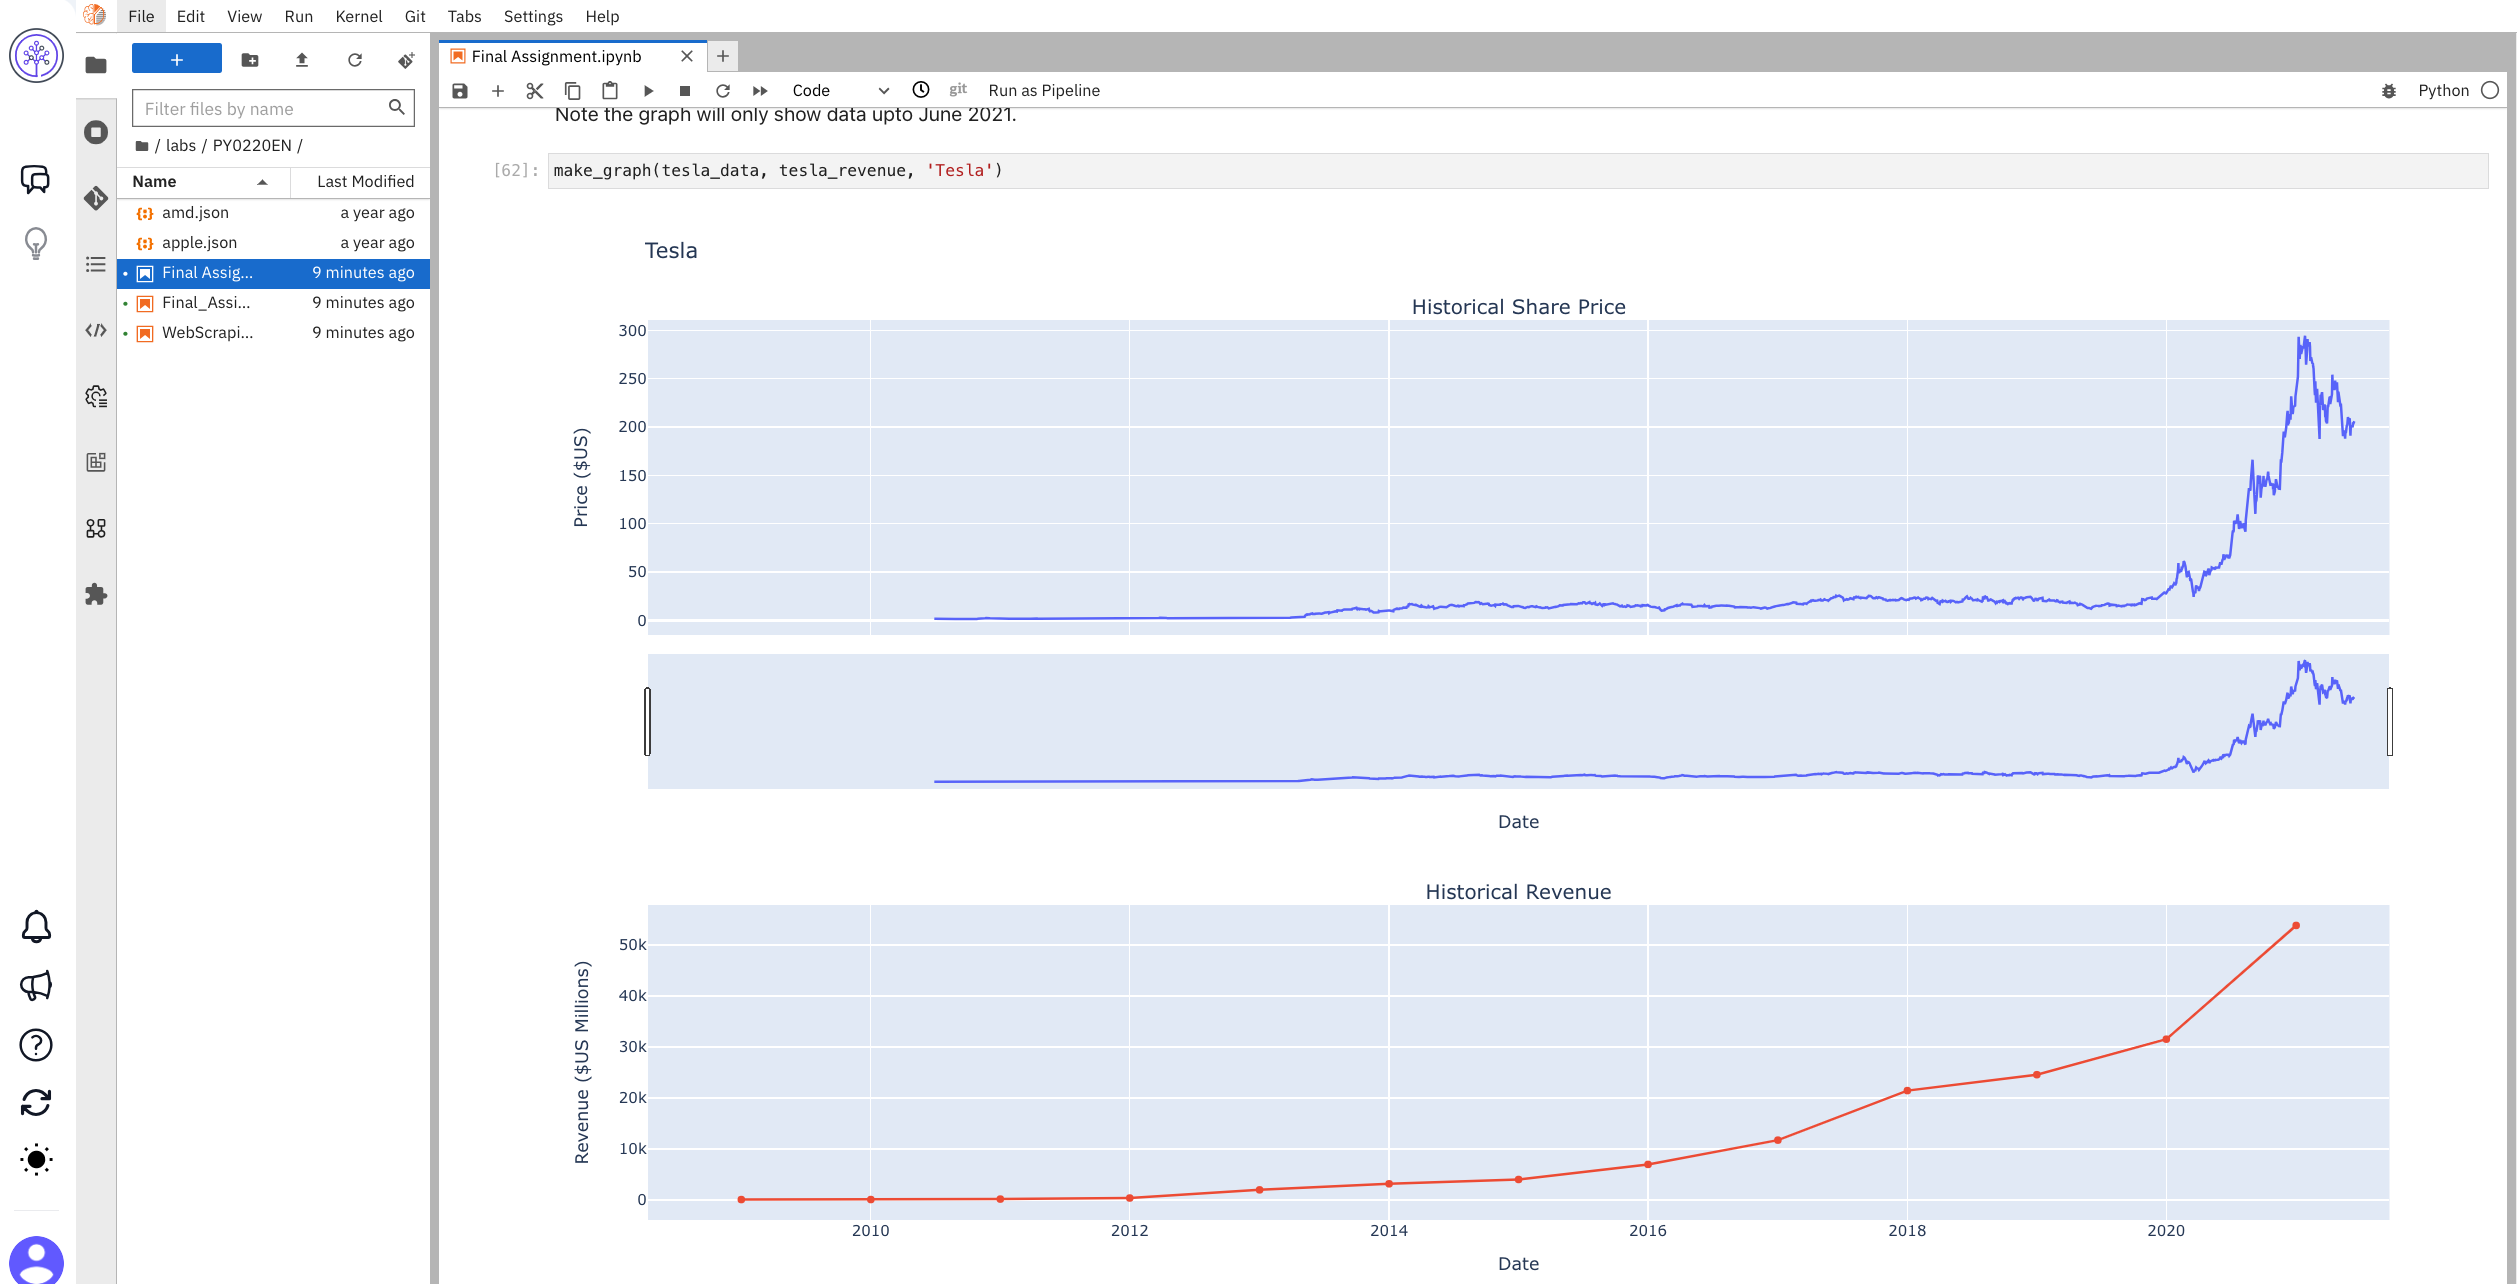 File Edit View Run Kernel Git Tabs Settings Help
Final Assignment.ipynb
Filter files by name
/ labs / PY0220EN /
Name Last Modified
amd.json a year ago
apple.json a year ago
Final Assig... 9 minutes ago
Final_Assi... 9 minutes ago
WebScrapi... 9 minutes ago
Code git Run as Pipeline Python
Note the graph will only show data upto June 2021.
[62]: make_graph(tesla_data, tesla_revenue, 'Tesla')
Tesla
Historical Share Price
Price ($US)
300
250
200
150
100
50
0
Date
Historical Revenue
Revenue ($US Millions)
50k
40k
30k
20k
10k
0
2010 2012 2014 2016 2018 2020
Date